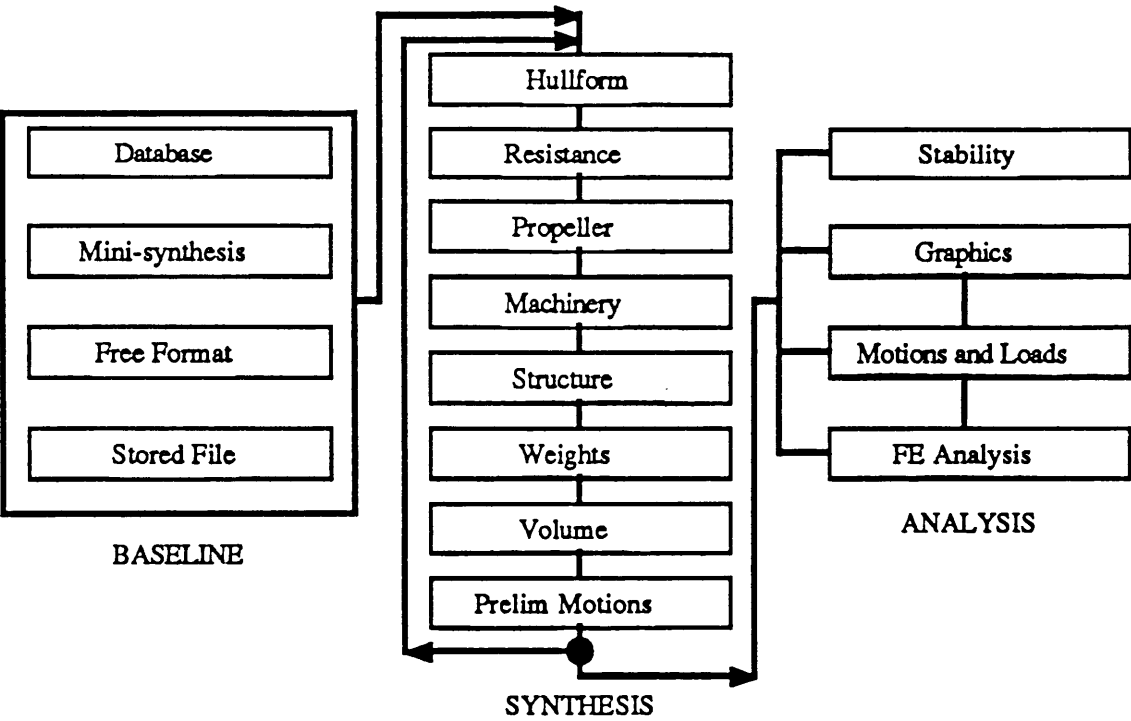 Database
Mini-synthesis
Free Format
Stored File
BASELINE
Hullform
Resistance
Propeller
Machinery
Structure
Weights
Volume
Prelim Motions
SYNTHESIS
Stability
Graphics
Motions and Loads
FE Analysis
ANALYSIS